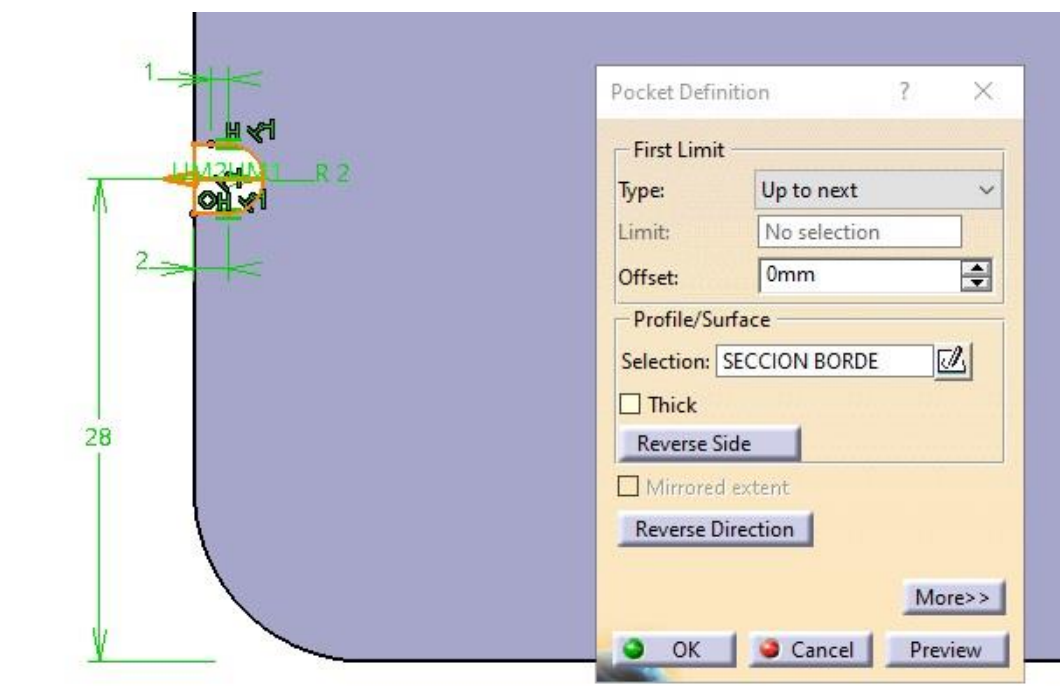 1
R 2
2
28
Pocket Definition ? ×
First Limit
Type: Up to next
Limit: No selection
Offset: 0mm
Profile/Surface
Selection: SECCION BORDE
Thick
Reverse Side
Mirrored extent
Reverse Direction
More>>
OK Cancel Preview